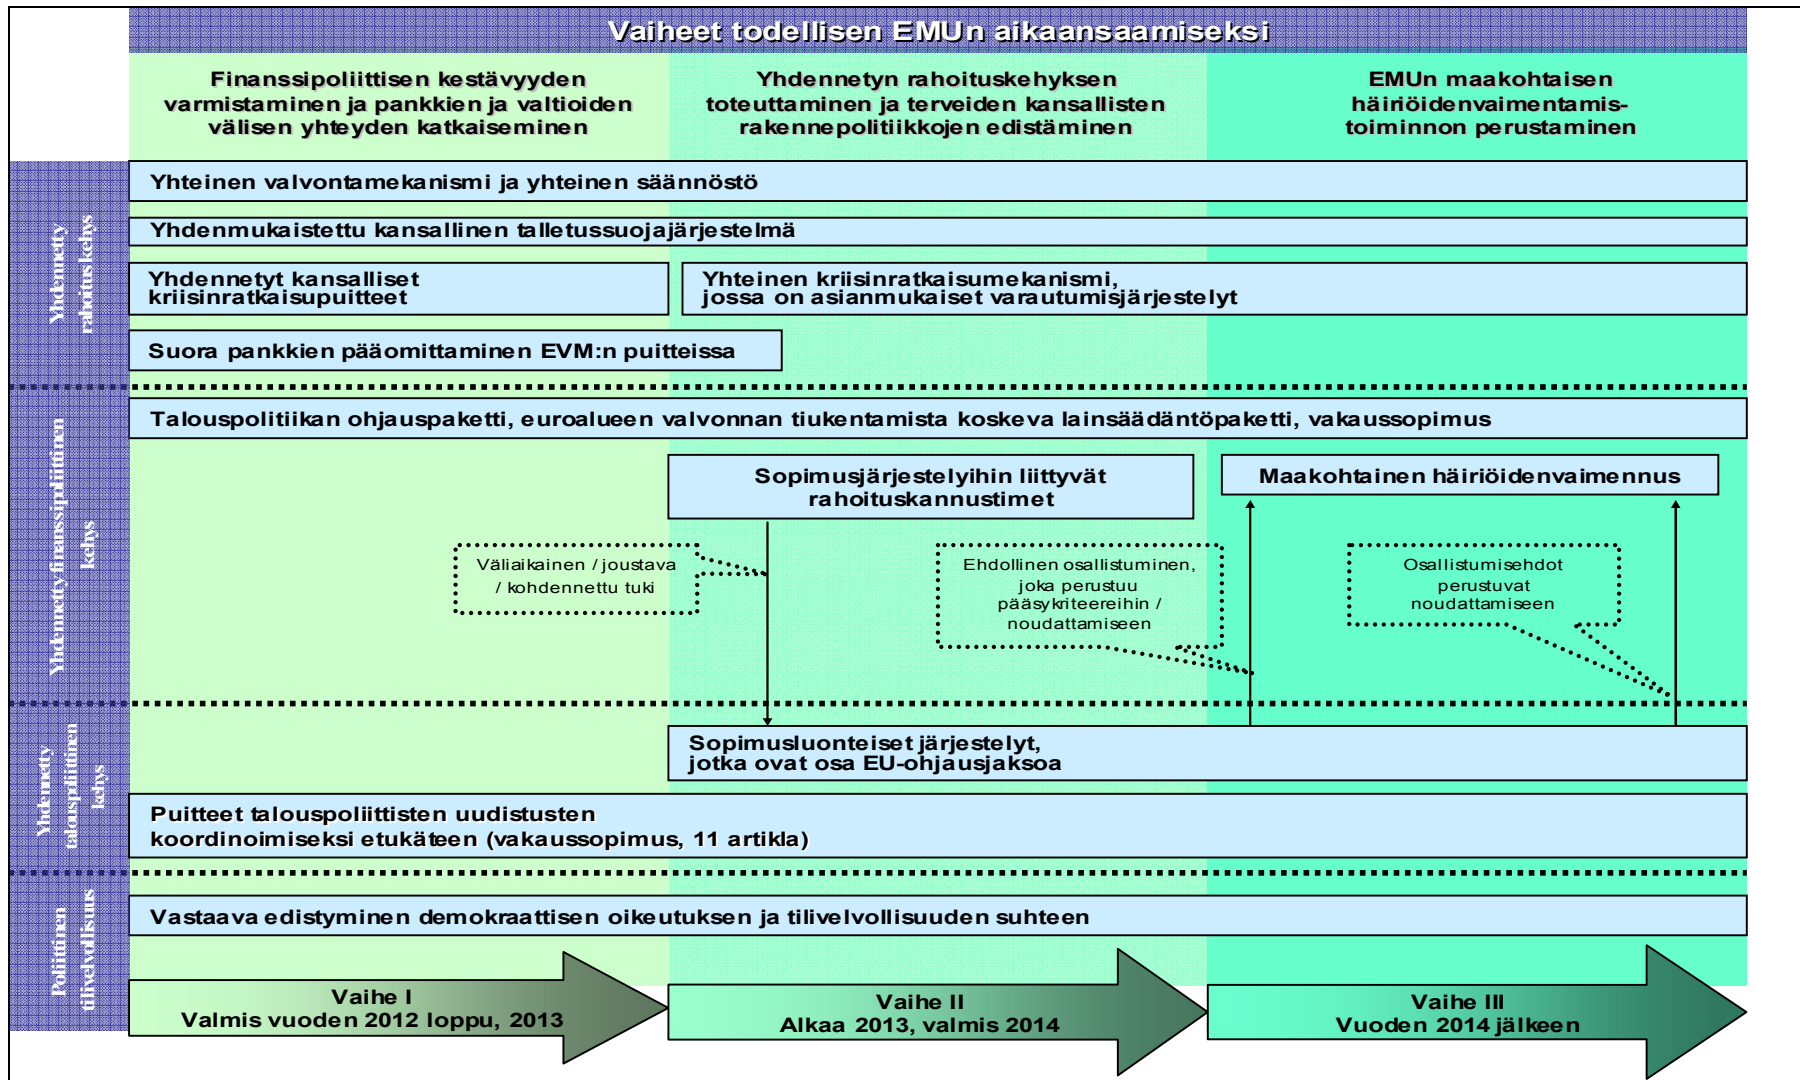 Vaiheet todellisen EMUn aikaansaamiseksi
Finanssipoliittisen kestävyyden
varmistaminen ja pankkien ja valtioiden
välisen yhteyden katkaiseminen
Yhdennetyn rahoituskehyksen
toteuttaminen ja terveiden kansallisten
rakennepolitiikkojen edistäminen
EMUn maakohtaisen
häiriöidenvaimentamis-
toiminnon perustaminen
Yhdennetty
rahoituskehys
Yhteinen valvontamekanismi ja yhteinen säännöstö
Yhdenmukaistettu kansallinen talletussuojajärjestelmä
Yhdennetyt kansalliset
kriisinratkaisupuitteet
Yhteinen kriisinratkaisumekanismi,
jossa on asianmukaiset varautumisjärjestelyt
Suora pankkien pääomittaminen EVM:n puitteissa
Yhdennetty finanssipoliittinen
kehys
Talouspolitiikan ohjauspaketti, euroalueen valvonnan tiukentamista koskeva lainsäädäntöpaketti, vakaussopimus
Sopimusjärjestelyihin liittyvät
rahoituskannustimet
Maakohtainen häiriöidenvaimennus
Väliaikainen / joustava
/ kohdennettu tuki
Ehdollinen osallistuminen,
joka perustuu
pääsykriteereihin /
noudattamiseen
Osallistumisehdot
perustuvat
noudattamiseen
Yhdennetty
talouspoliittinen
kehys
Sopimusluonteiset järjestelyt,
jotka ovat osa EU-ohjausjaksoa
Puitteet talouspoliittisten uudistusten
koordinoimiseksi etukäteen (vakaussopimus, 11 artikla)
Poliittinen
tilivelvollisuus
Vastaava edistyminen demokraattisen oikeutuksen ja tilivelvollisuuden suhteen
Vaihe I
Valmis vuoden 2012 loppu, 2013
Vaihe II
Alkaa 2013, valmis 2014
Vaihe III
Vuoden 2014 jälkeen